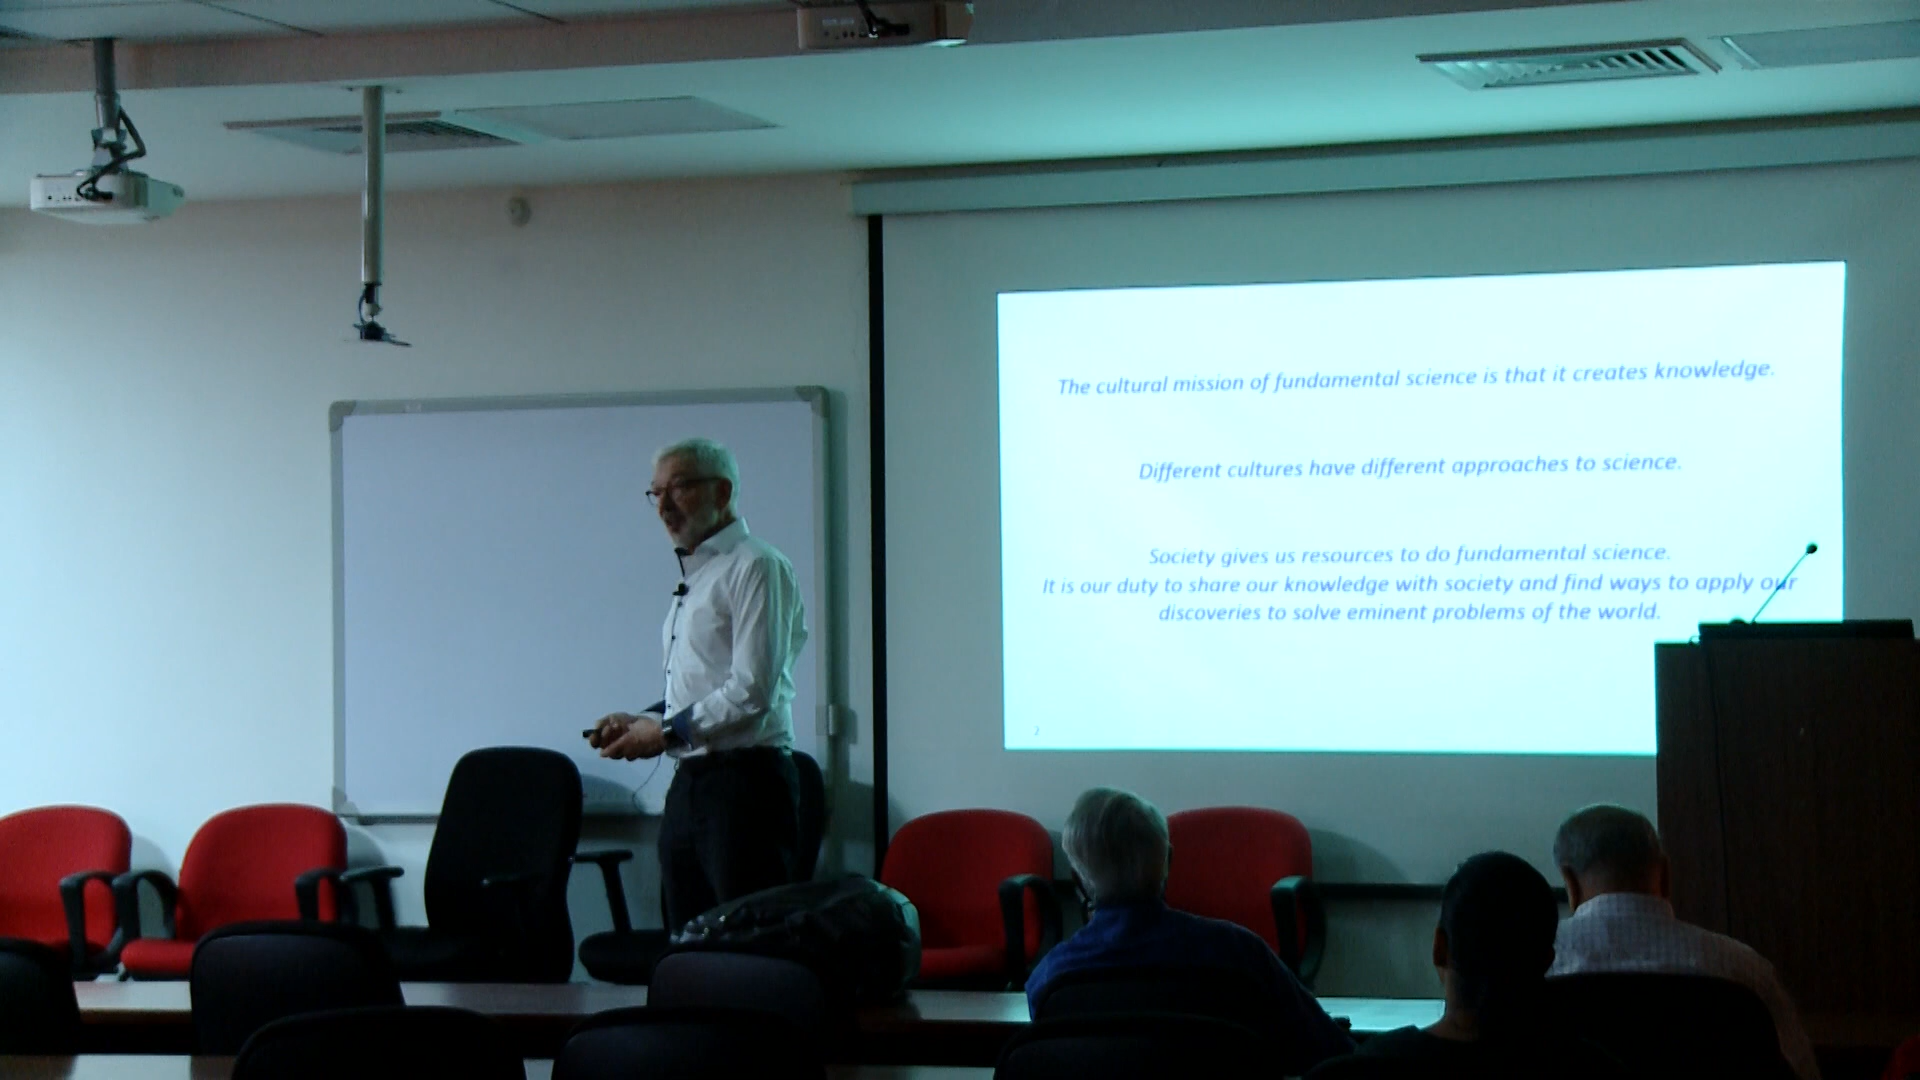 The cultural mission of fundamental science is that it creates knowledge.
Different cultures have different approaches to science.
Society gives us resources to do fundamental science.
It is our duty to share our knowledge with society and find ways to apply our
discoveries to solve eminent problems of the world.
2